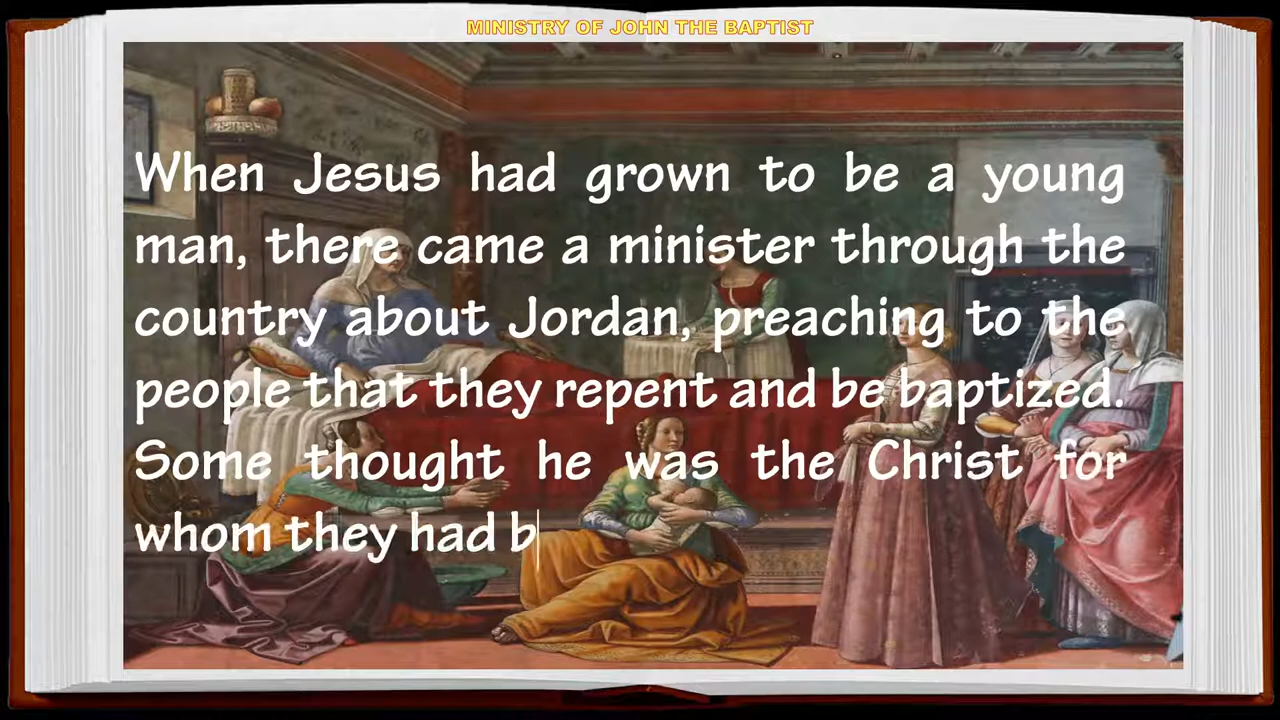 MINISTRY OF JOHN THE BAPTIST
When Jesus had grown to be a young
man, there came a minister through the
country about Jordan, preaching to the
people that they repent and be baptized.
Some thought he was the Christ for
whom they had b